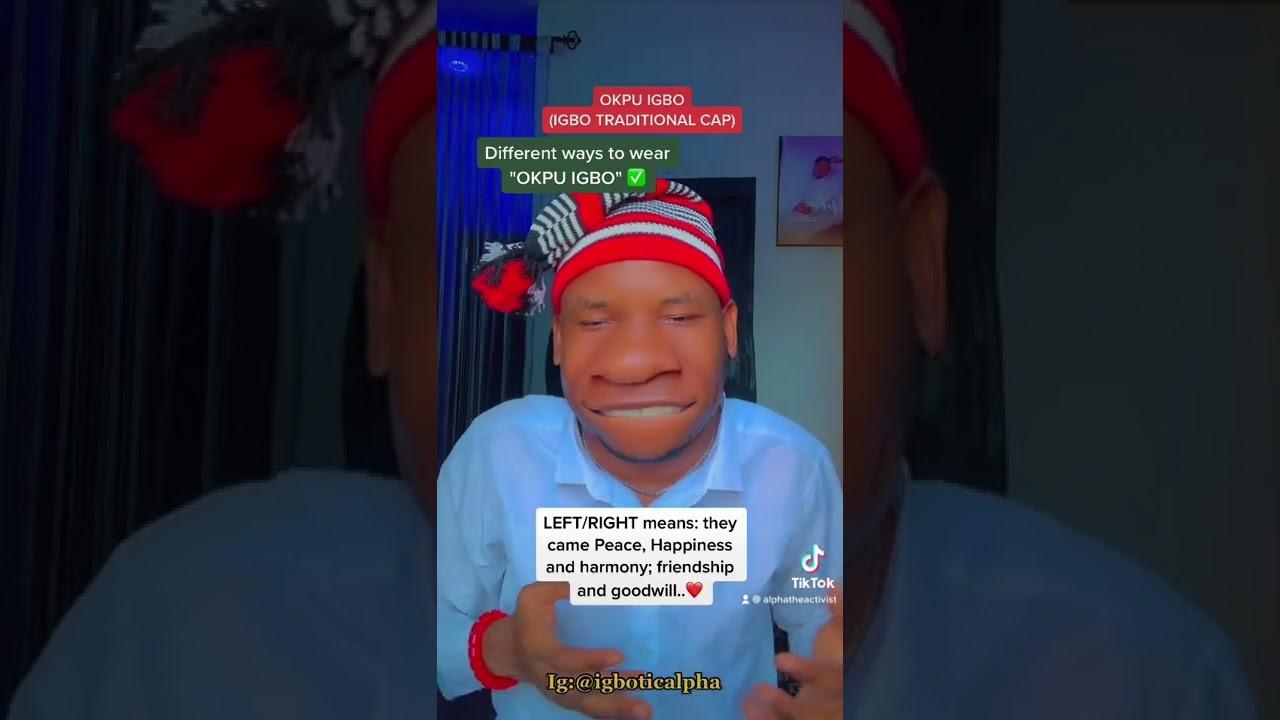 OKPU IGBO
(IGBO TRADITIONAL CAP)
Different ways to wear
"OKPU IGBO" ✅
LEFT/RIGHT means: they
came Peace, Happiness
and harmony; friendship
and goodwill..❤️
TikTok
@ alphatheactivist
Ig:@igboticalpha